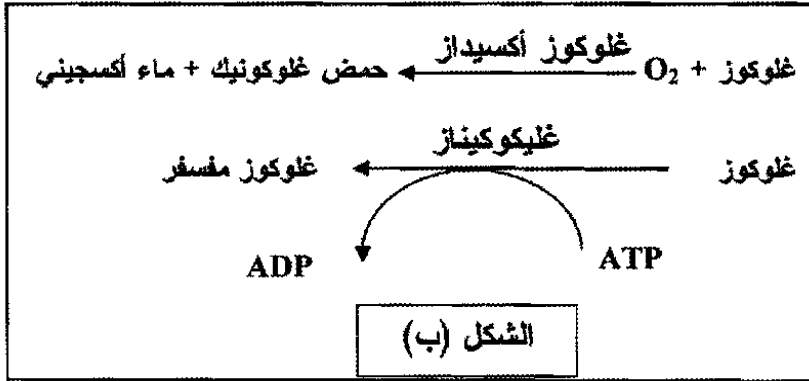 غلوكوز أكسيداز
غلوكوز + O₂ ← حمض غلوكونيك + ماء أكسجيني
غليكوكيناز
غلوكوز ← غلوكوز مفسفر
ATP ADP
الشكل (ب)